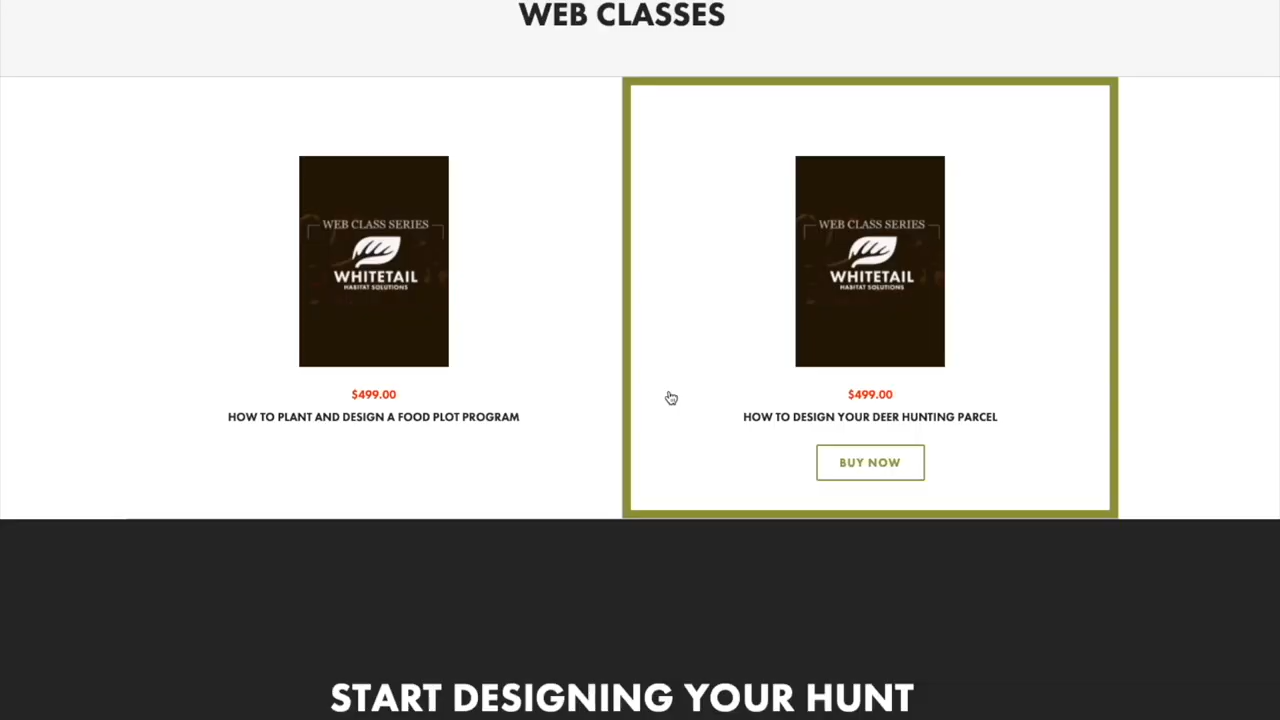 WEB CLASSES
WEB CLASS SERIES
WHITETAIL
HABITAT SOLUTIONS
$499.00
HOW TO PLANT AND DESIGN A FOOD PLOT PROGRAM
WEB CLASS SERIES
WHITETAIL
HABITAT SOLUTIONS
$499.00
HOW TO DESIGN YOUR DEER HUNTING PARCEL
BUY NOW
START DESIGNING YOUR HUNT